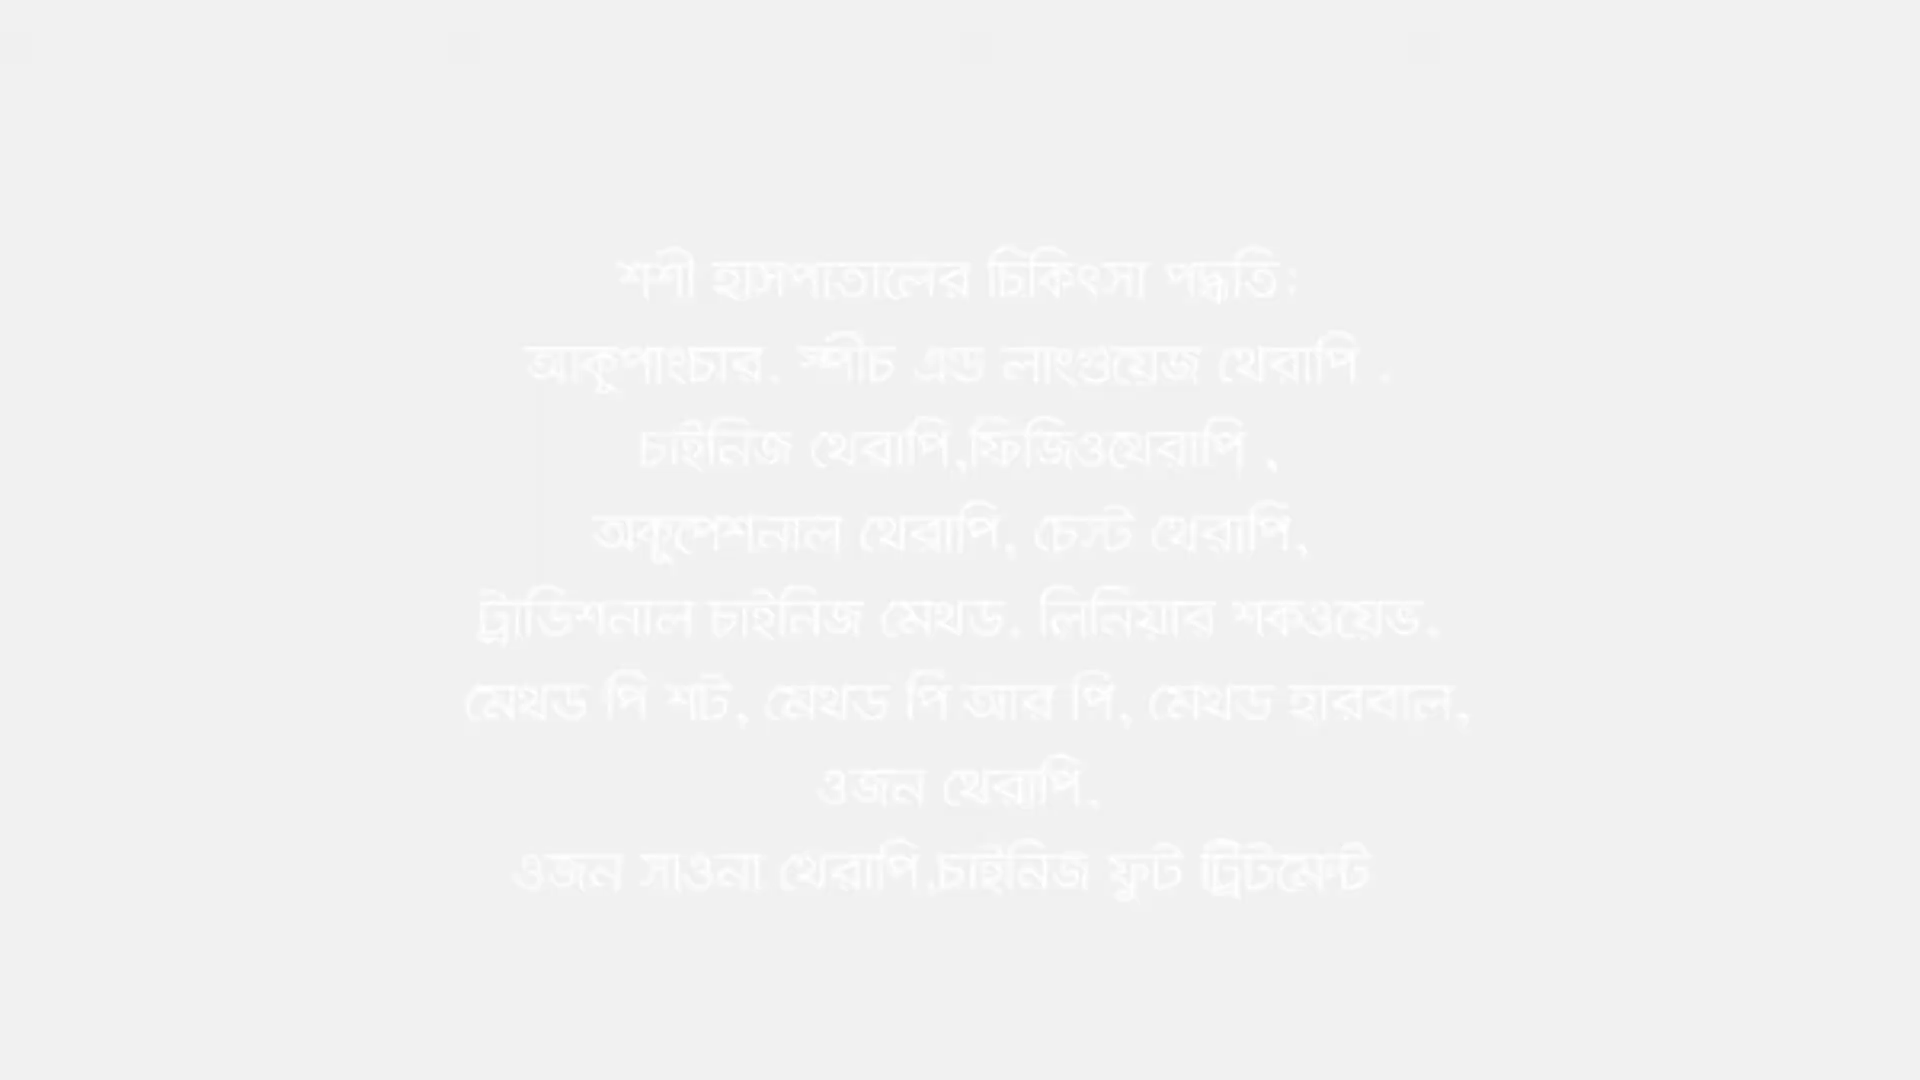 শশী হাসপাতালের চিকিৎসা পদ্ধতি:
আকুপাংচার, স্পীচ এন্ড লাংগুয়েজ থেরাপি ,
চাইনিজ থেরাপি,ফিজিওথেরাপি ,
অকুপেশনাল থেরাপি, চেস্ট থেরাপি,
ট্রাডিশনাল চাইনিজ মেথড, লিনিয়ার শকওয়েভ,
মেথড পি শট, মেথড পি আর পি, মেথড হারবাল,
ওজন থেরাপি,
ওজন সাওনা থেরাপি,চাইনিজ ফুট ট্রিটমেন্ট